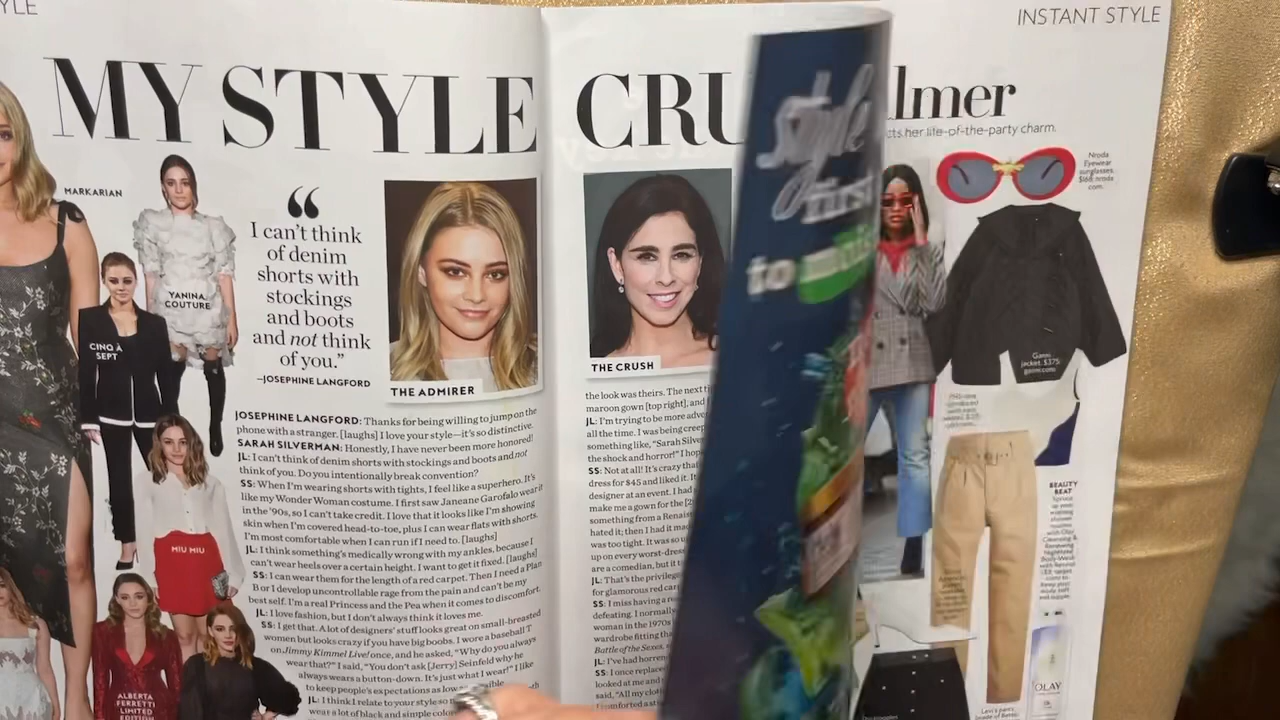 YLE
MY STYLE
MARKARIAN
YANINA
COUTURE
CINQ À
SEPT
MIU MIU
ALBERTA
FERRETTI
LIMITED
EDITION
“
I can’t think
of denim
shorts with
stockings
and boots
and not think
of you.”
—JOSEPHINE LANGFORD
THE ADMIRER
JOSEPHINE LANGFORD: Thanks for being willing to jump on the
phone with a stranger. [laughs] I love your style—it’s so distinctive.
SARAH SILVERMAN: Honestly, I have never been more honored!
JL: I can’t think of denim shorts with stockings and boots and not
think of you. Do you intentionally break convention?
SS: When I’m wearing shorts with tights, I feel like a superhero. It’s
like my Wonder Woman costume. I first saw Janeane Garofalo wear it
in the ’90s, so I can’t take credit. I love that it looks like I’m showing
skin when I’m covered head-to-toe, plus I can wear flats with shorts.
I’m most comfortable when I can run if I need to. [laughs]
JL: I think something’s medically wrong with my ankles, because I
can’t wear heels over a certain height. I want to get it fixed. [laughs]
SS: I can wear them for the length of a red carpet. Then I need a Plan
B or I develop uncontrollable rage from the pain and can’t be my
best self. I’m a real Princess and the Pea when it comes to discomfort.
JL: I love fashion, but I don’t always think it loves me.
SS: I get that. A lot of designers’ stuff looks great on small-breasted
women but looks crazy if you have big boobs. I wore a baseball T
on Jimmy Kimmel Live! once, and he asked, “Why do you always
wear that?” I said, “You don’t ask [Jerry] Seinfeld why he
always wears a button-down. It’s just what I wear!” I like
to keep people’s expectations as low
JL: I think I relate to your style so
wear a lot of black and simple
CRU
THE CRUSH
the look was theirs. The next
maroon gown [top right], and
JL: I’m trying to be more
all the time. I was being
something like, “Sarah
the shock and horror!” I
SS: Not at all! It’s crazy that
dress for $45 and liked it. It
designer at an event. I had
make me a gown for the
something from a
hated it; then I had it
was too tight. It was so
up on every worst-
are a comedian, but it
JL: That’s the privilege
for glamorous red
SS: I miss having a
defeating. I normally
woman in the 1970s
wardrobe fitting
Battle of the Sexes.
JL: I’ve had
SS: I once
looked at me and
said, “All my
style
first
to
INSTANT STYLE
lmer
cts her life-of-the-party charm.
Nroda
Eyewear
sunglasses,
nroda
com.
Ganni
jacket, $375;
ganni.com.
BEAUTY
BEAT
OLAY